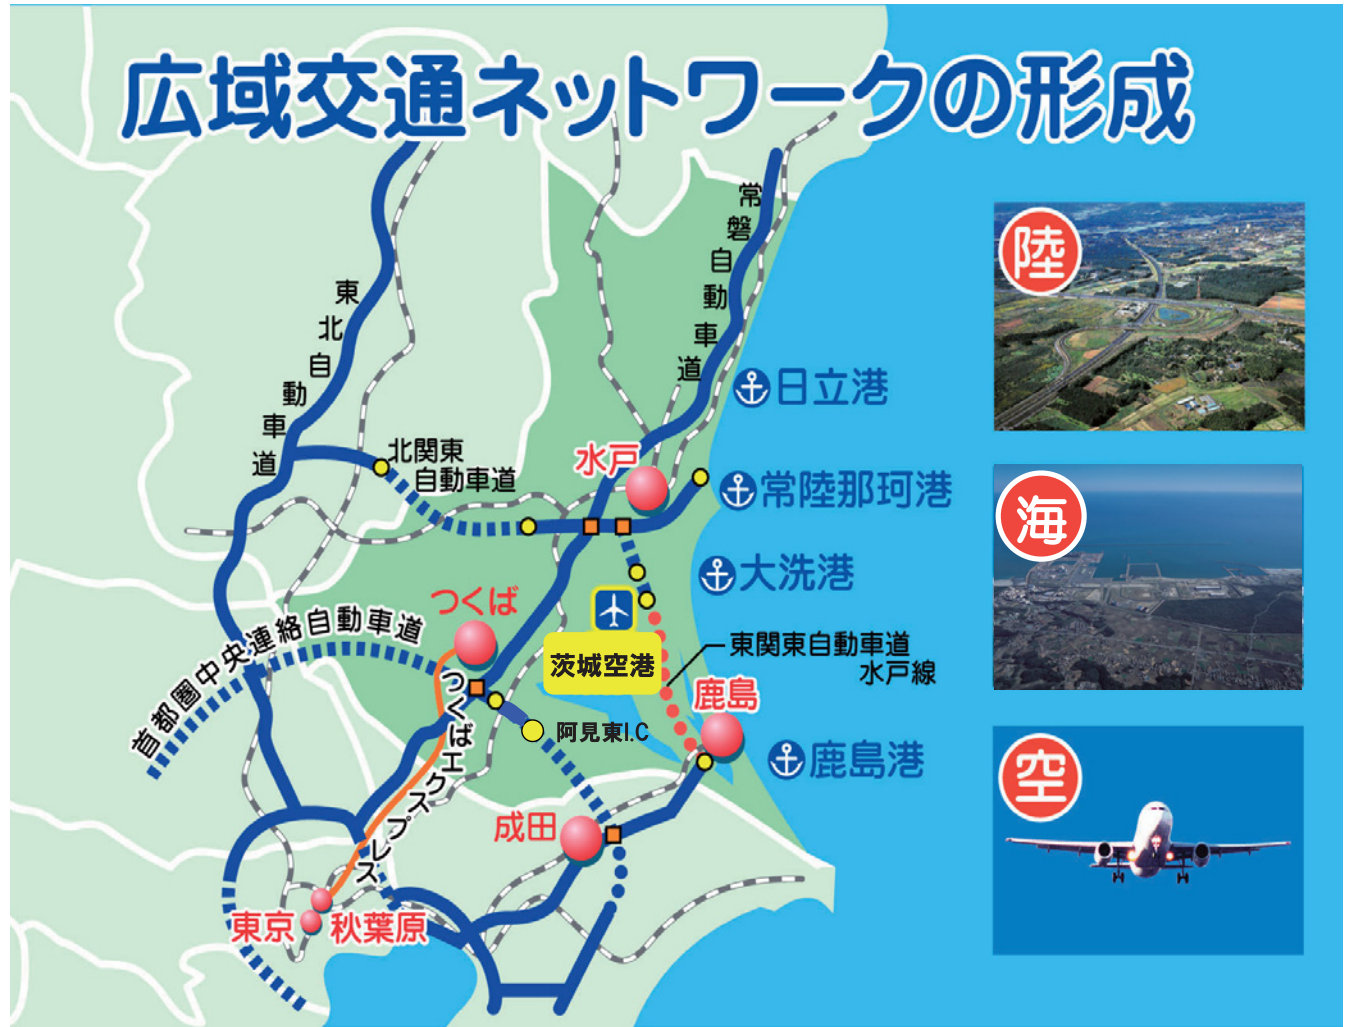 広域交通ネットワークの形成
常磐自動車道
東北自動車道
陸
日立港
北関東
自動車道
水戸
常陸那珂港
海
大洗港
つくば
首都圏中央連絡自動車道
茨城空港
東関東自動車道
水戸線
鹿島
つくばエクスプレス
阿見東I.C
鹿島港
空
成田
東京
秋葉原